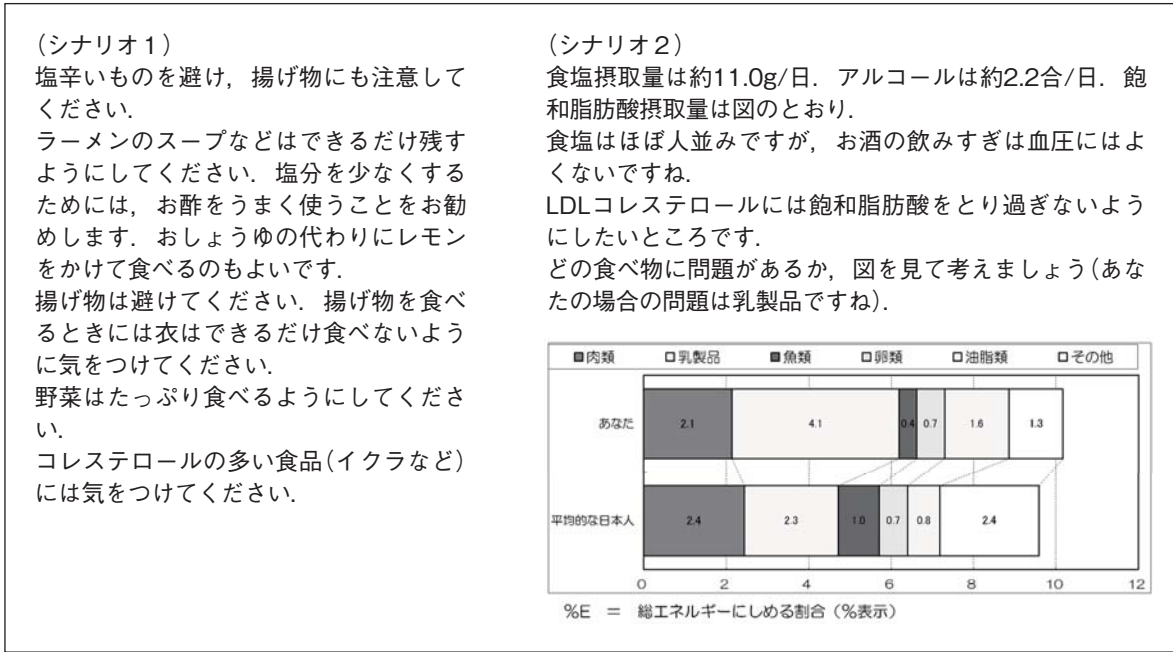 (シナリオ1)
塩辛いものを避け,揚げ物にも注意して
ください.
ラーメンのスープなどはできるだけ残す
ようにしてください.塩分を少なくする
ためには,お酢をうまく使うことをお勧
めします.おしょうゆの代わりにレモン
をかけて食べるのもよいです.
揚げ物は避けてください.揚げ物を食べ
るときには衣はできるだけ食べないよう
に気をつけてください.
野菜はたっぷり食べるようにしてくださ
い.
コレステロールの多い食品(イクラなど)
には気をつけてください.
(シナリオ2)
食塩摂取量は約11.0g/日.アルコールは約2.2合/日.飽
和脂肪酸摂取量は図のとおり.
食塩はほぼ人並みですが,お酒の飲みすぎは血圧にはよ
くないですね.
LDLコレステロールには飽和脂肪酸をとり過ぎないよう
にしたいところです.
どの食べ物に問題があるか,図を見て考えましょう(あな
たの場合の問題は乳製品ですね).
■肉類 □乳製品 ■魚類 □卵類 □油脂類 □その他
あなた 2.1 4.1 0.4 0.7 1.6 1.3
平均的な日本人 2.4 2.3 1.0 0.7 0.8 2.4
0 2 4 6 8 10 12
%E = 総エネルギーにしめる割合(%表示)